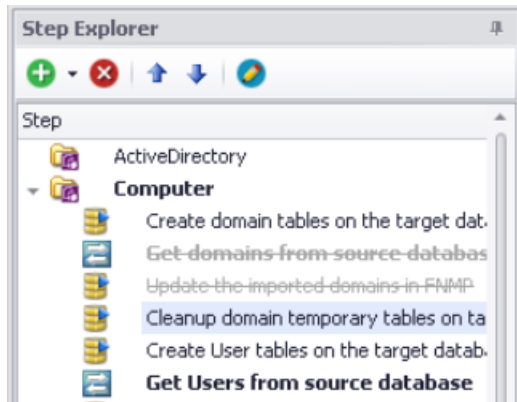 Step Explorer
Step
ActiveDirectory
Computer
Create domain tables on the target dat
Get domains from source databas
Update the imported domains in FNMP
Cleanup domain temporary tables on ta
Create User tables on the target datab
Get Users from source database